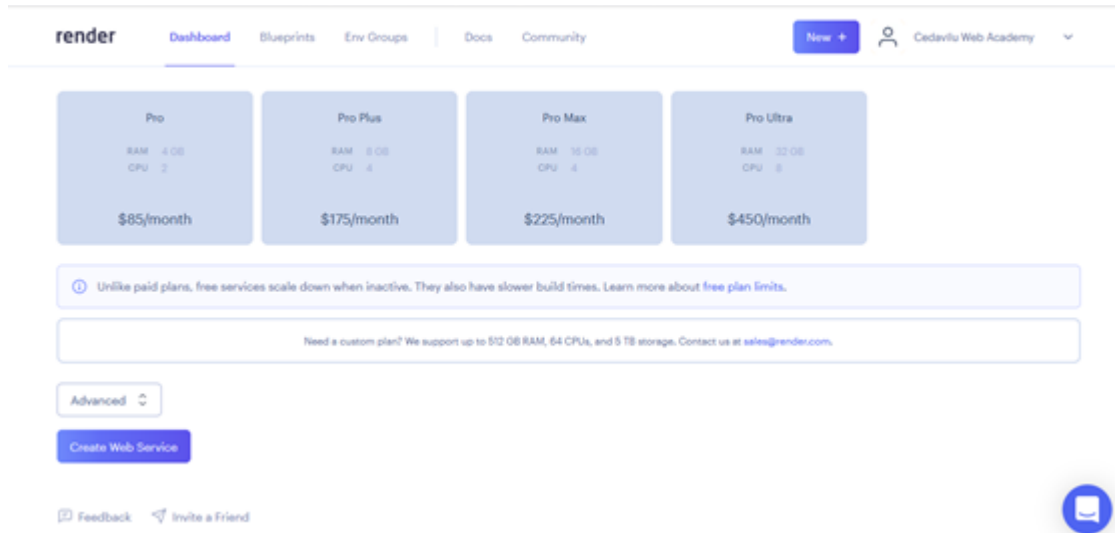 render Dashboard Blueprints Env Groups Docs Community New + Cedavilu Web Academy
Pro Pro Plus Pro Max Pro Ultra
RAM 4 GB RAM 8 GB RAM 16 GB RAM 32 GB
CPU 2 CPU 4 CPU 4 CPU 8
$85/month $175/month $225/month $450/month
Unlike paid plans, free services scale down when inactive. They also have slower build times. Learn more about free plan limits.
Need a custom plan? We support up to 512 GB RAM, 64 CPUs, and 5 TB storage. Contact us at sales@render.com.
Advanced
Create Web Service
Feedback Invite a Friend